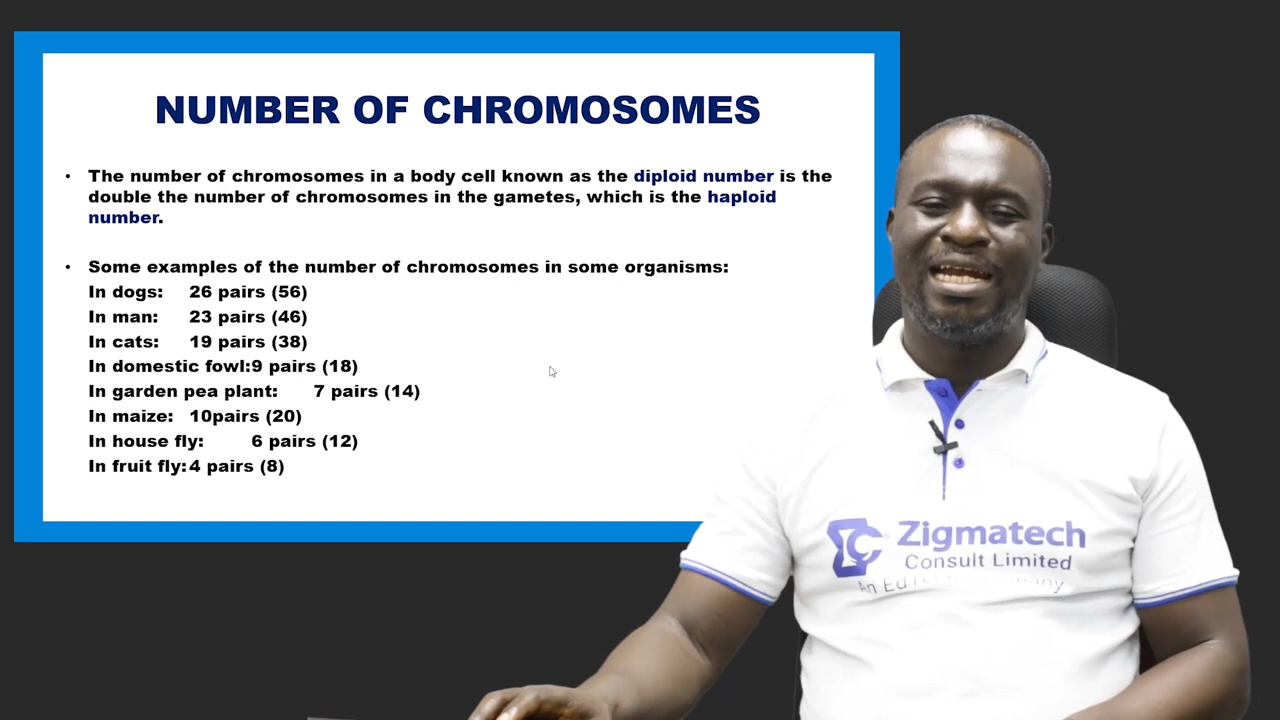 NUMBER OF CHROMOSOMES
• The number of chromosomes in a body cell known as the diploid number is the
double the number of chromosomes in the gametes, which is the haploid
number.
• Some examples of the number of chromosomes in some organisms:
In dogs: 26 pairs (56)
In man: 23 pairs (46)
In cats: 19 pairs (38)
In domestic fowl:9 pairs (18)
In garden pea plant: 7 pairs (14)
In maize: 10pairs (20)
In house fly: 6 pairs (12)
In fruit fly:4 pairs (8)
Zigmatech
Consult Limited
An